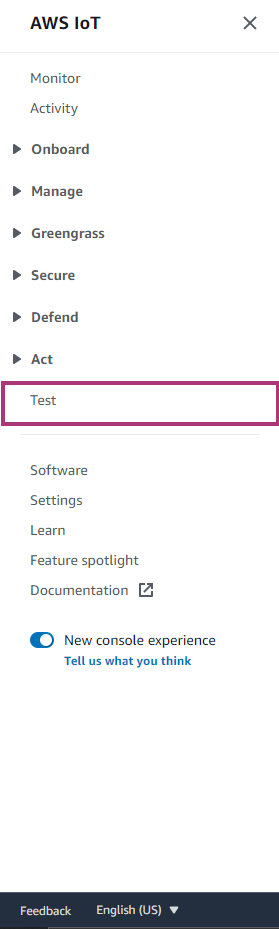 AWS IoT
Monitor
Activity
Onboard
Manage
Greengrass
Secure
Defend
Act
Test
Software
Settings
Learn
Feature spotlight
Documentation
New console experience
Tell us what you think
Feedback English (US)